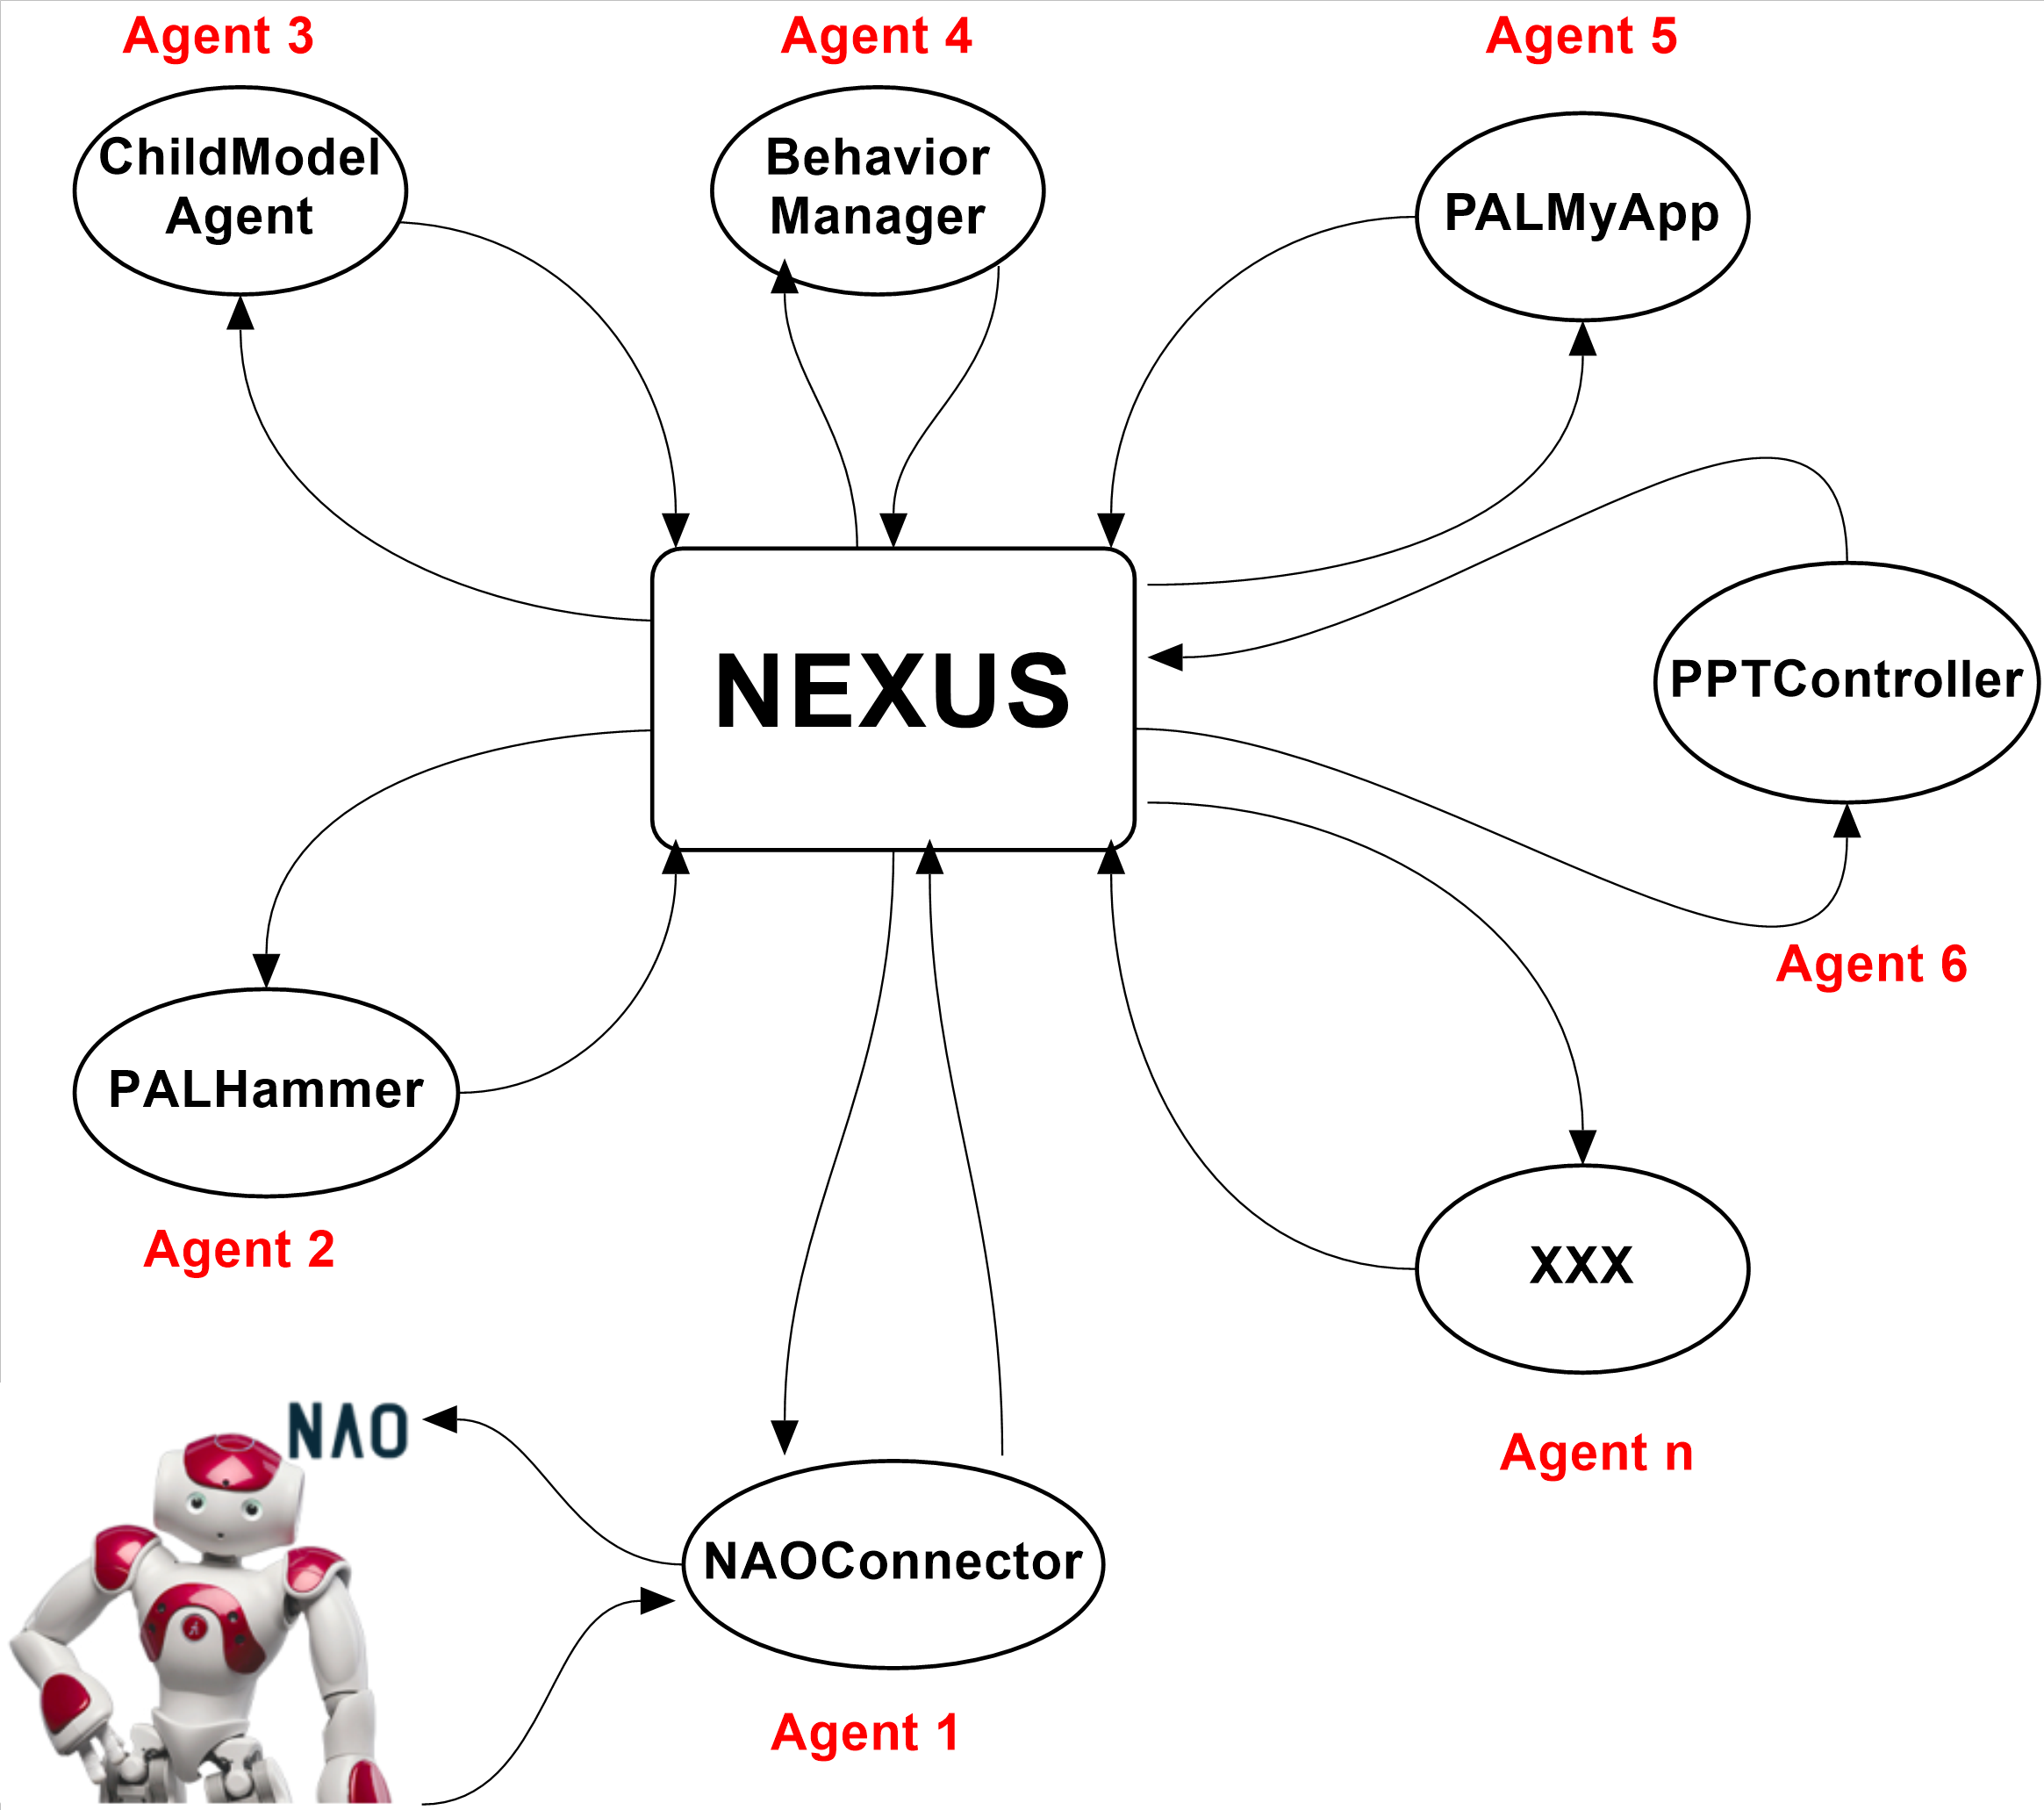 Agent 3
Agent 4
Agent 5
ChildModel
Agent
Behavior
Manager
PALMyApp
NEXUS
PPTController
Agent 6
PALHammer
Agent 2
XXX
Agent n
NAO
NAOConnector
Agent 1